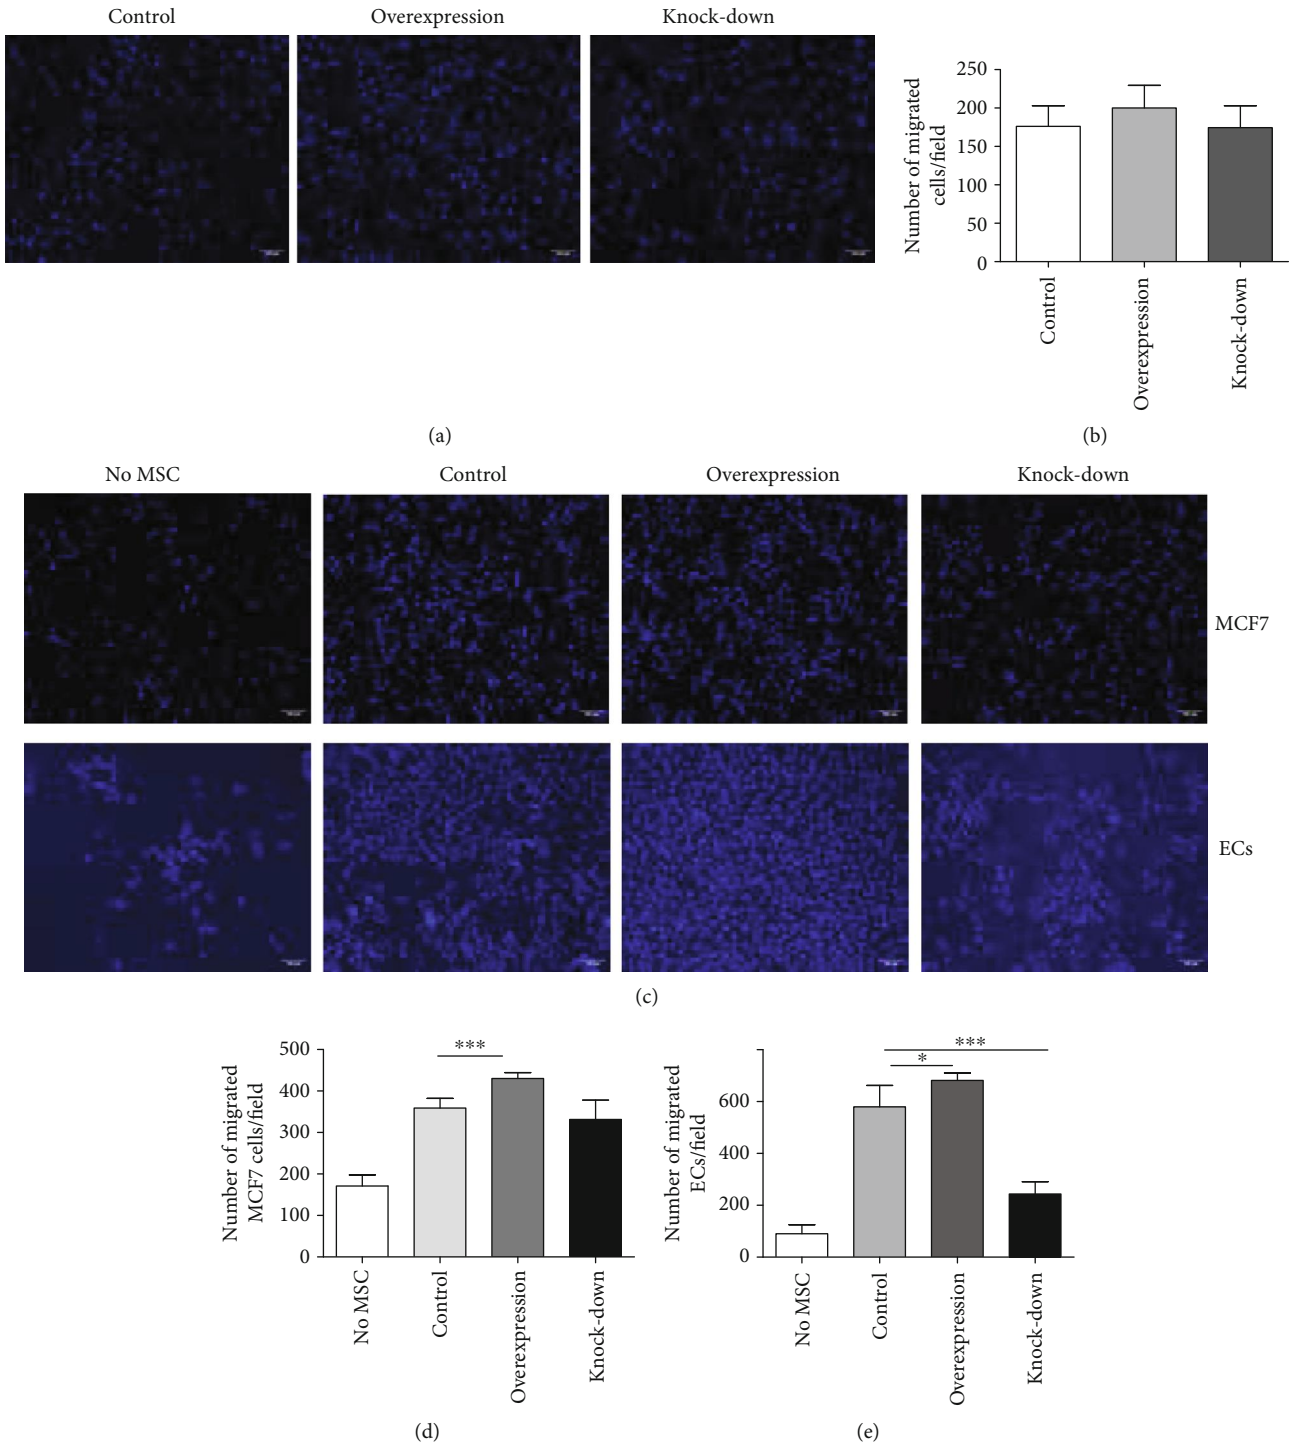 Control
Overexpression
Knock-down
Number of migrated
cells/field
250
200
150
100
50
0
Control
Overexpression
Knock-down
(a)
(b)
No MSC
Control
Overexpression
Knock-down
MCF7
ECs
(c)
Number of migrated
MCF7 cells/field
500
400
300
200
100
0
***
No MSC
Control
Overexpression
Knock-down
(d)
Number of migrated
ECs/field
600
400
200
0
***
*
No MSC
Control
Overexpression
Knock-down
(e)